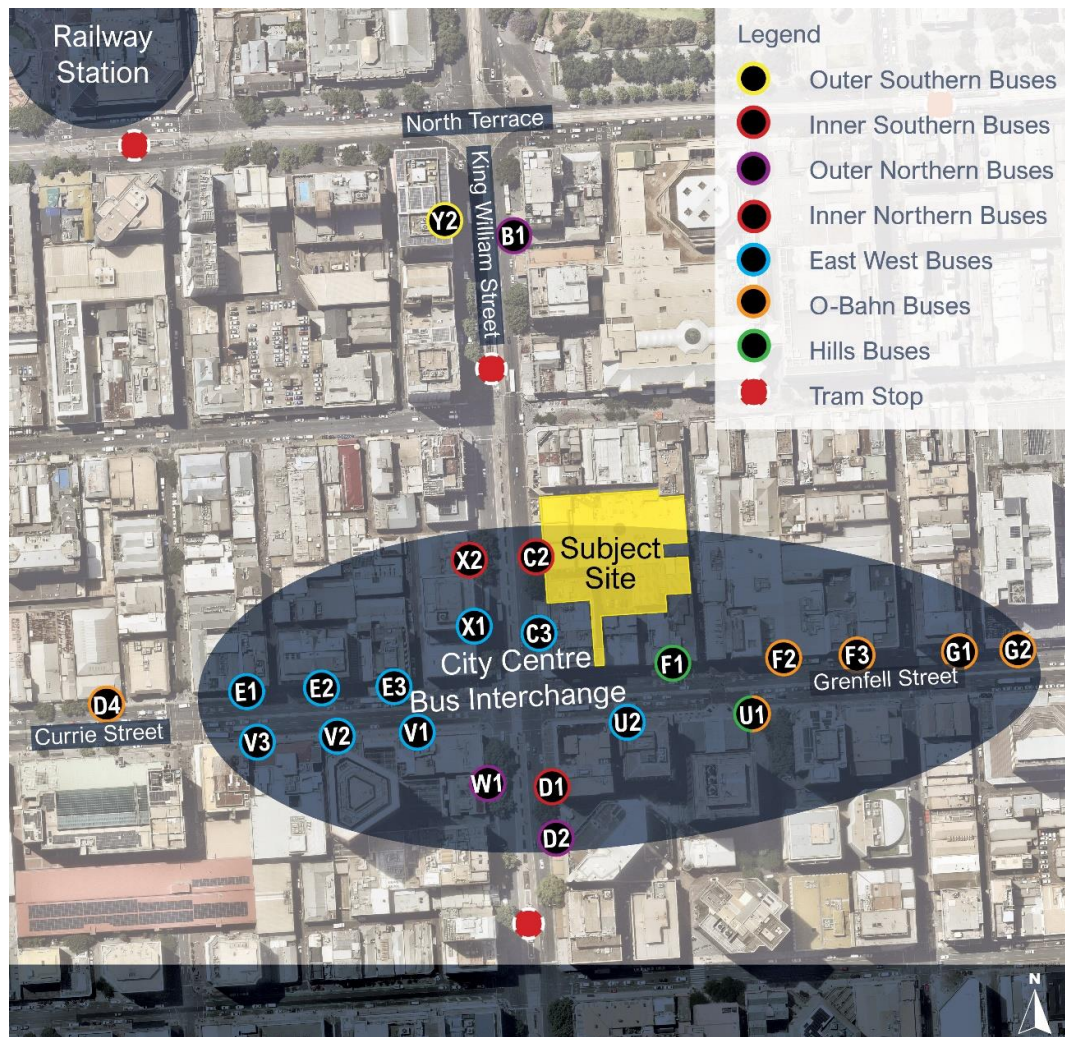 Railway
Station
Legend
Outer Southern Buses
Inner Southern Buses
Outer Northern Buses
Inner Northern Buses
East West Buses
O-Bahn Buses
Hills Buses
Tram Stop
North Terrace
King William Street
Y2
B1
X2
C2
Subject
Site
X1
C3
City Centre
Bus Interchange
F1
F2
F3
G1
G2
Grenfell Street
E1
E2
E3
D4
Currie Street
V3
V2
V1
U2
U1
W1
D1
D2
N